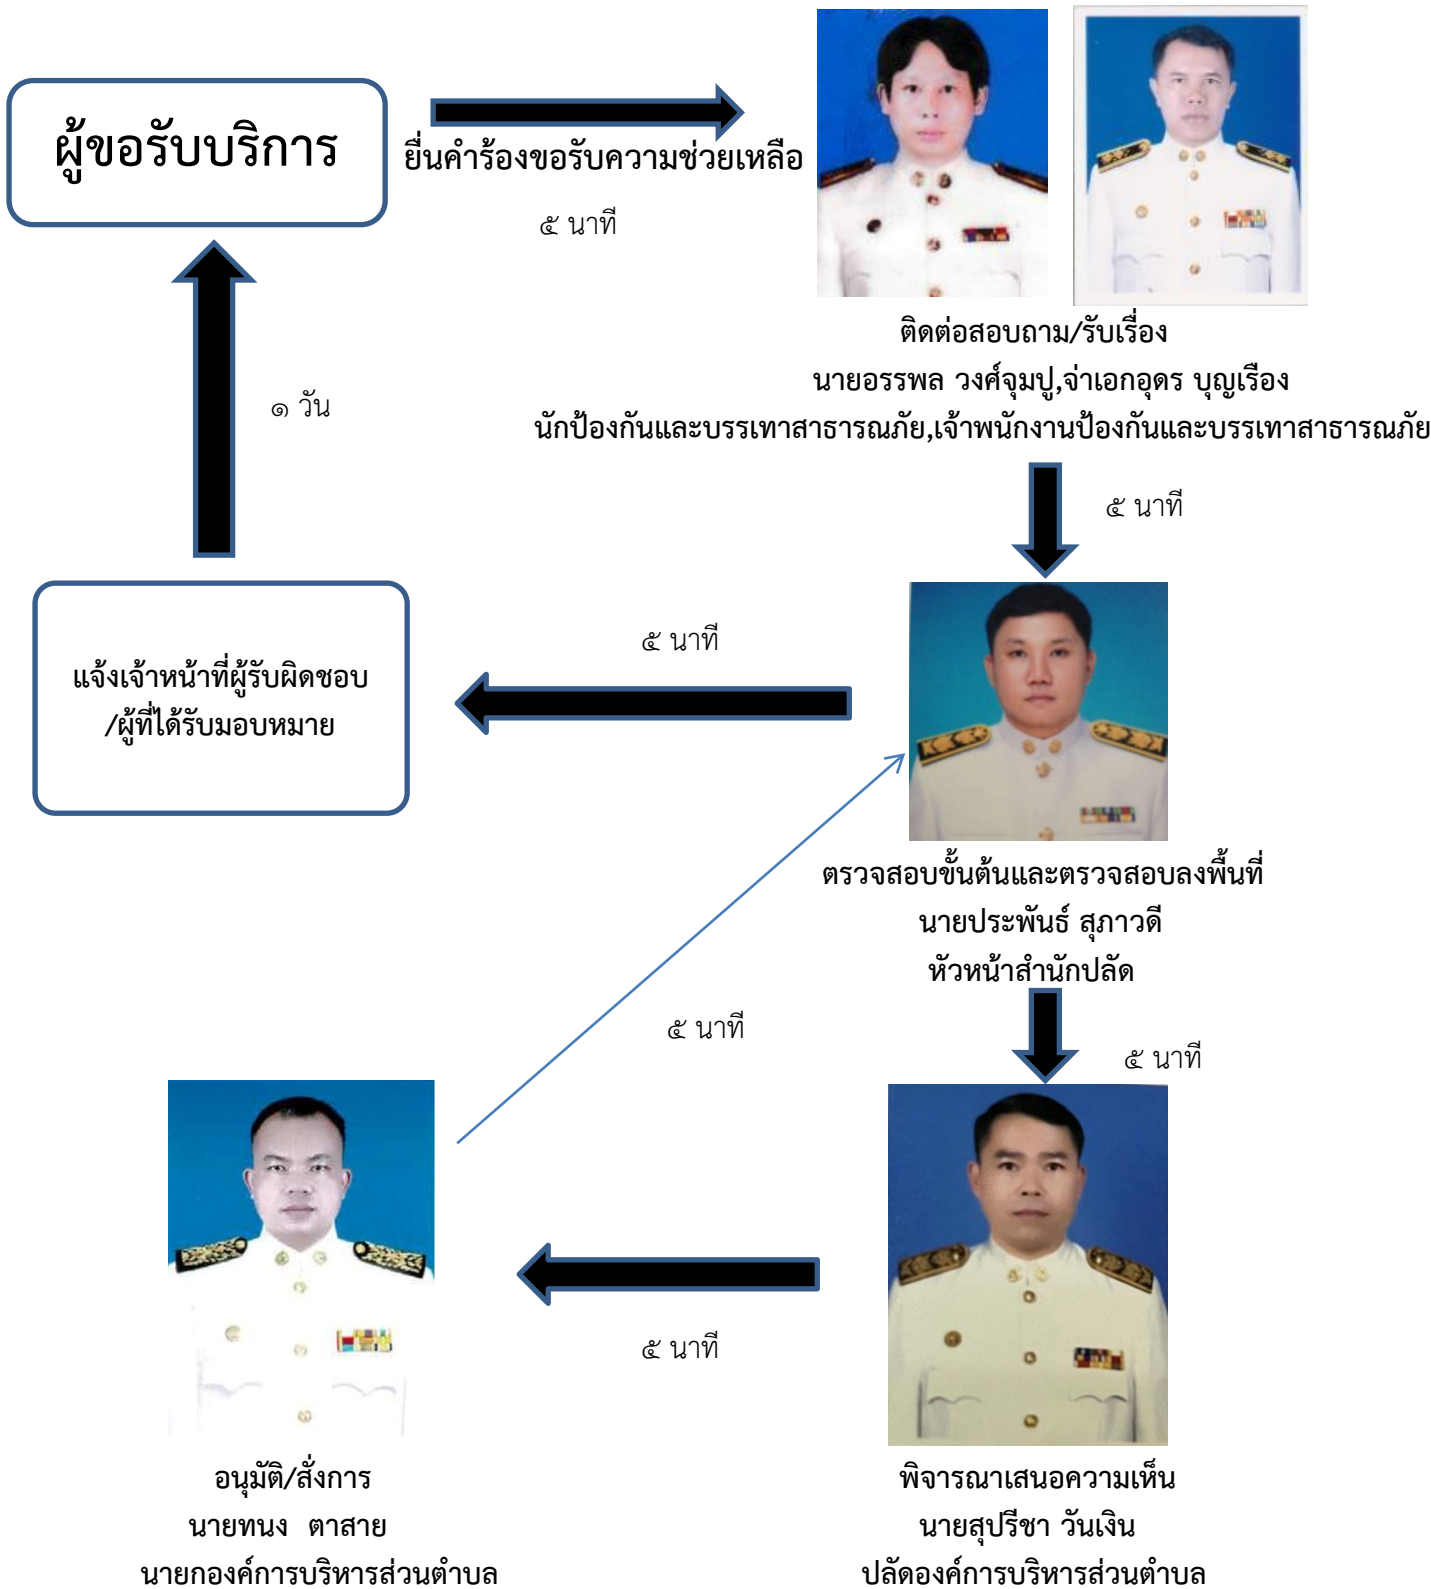 ผู้ขอรับบริการ
ยื่นคำร้องขอรับความช่วยเหลือ
๕ นาที
ติดต่อสอบถาม/รับเรื่อง
นายอรรพล วงศ์จุมปู,จ่าเอกอุดร บุญเรือง
นักป้องกันและบรรเทาสาธารณภัย,เจ้าพนักงานป้องกันและบรรเทาสาธารณภัย
๑ วัน
๕ นาที
๕ นาที
แจ้งเจ้าหน้าที่ผู้รับผิดชอบ
/ผู้ที่ได้รับมอบหมาย
ตรวจสอบขั้นต้นและตรวจสอบลงพื้นที่
นายประพันธ์ สุภาวดี
หัวหน้าสำนักปลัด
๕ นาที
๕ นาที
๕ นาที
อนุมัติ/สั่งการ
นายทนง ตาสาย
นายกองค์การบริหารส่วนตำบล
พิจารณาเสนอความเห็น
นายสุปรีชา วันเงิน
ปลัดองค์การบริหารส่วนตำบล